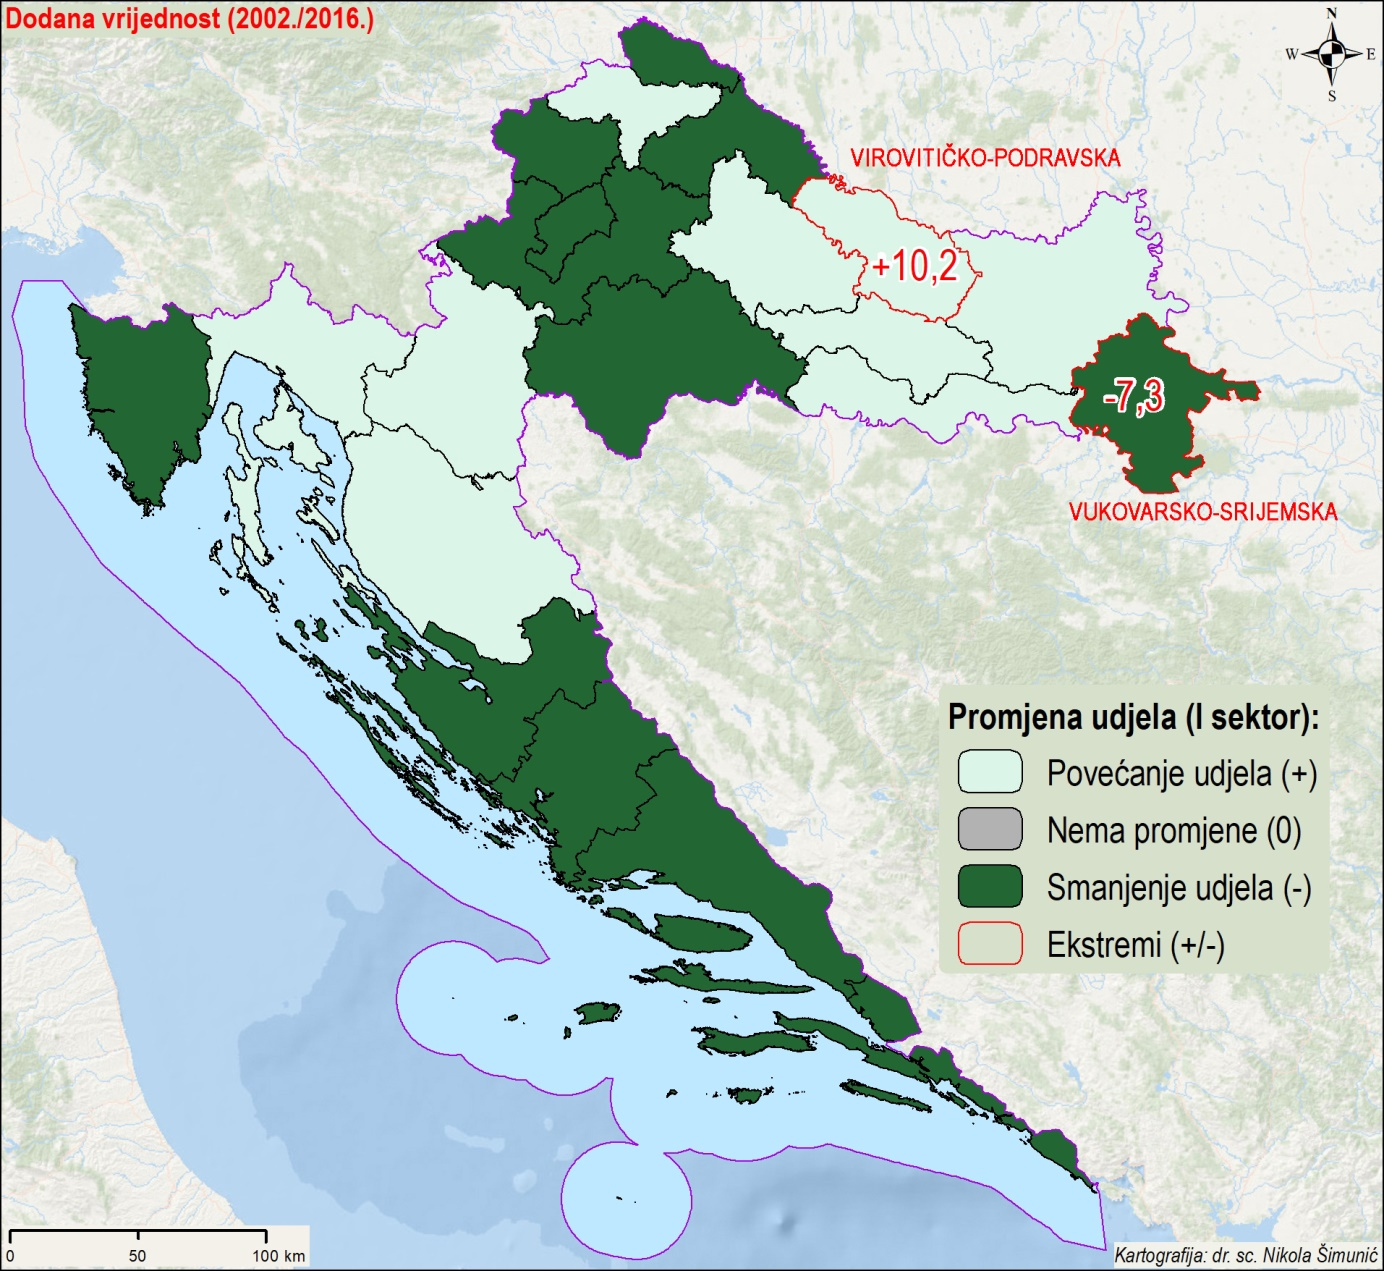 Dodana vrijednost (2002./2016.)
N
W
E
S
VIROVITIČKO-PODRAVSKA
+10,2
-7,3
VUKOVARSKO-SRIJEMSKA
Promjena udjela (I sektor):
Povećanje udjela (+)
Nema promjene (0)
Smanjenje udjela (-)
Ekstremi (+/-)
0
50
100 km
Kartografija: dr. sc. Nikola Šimunić